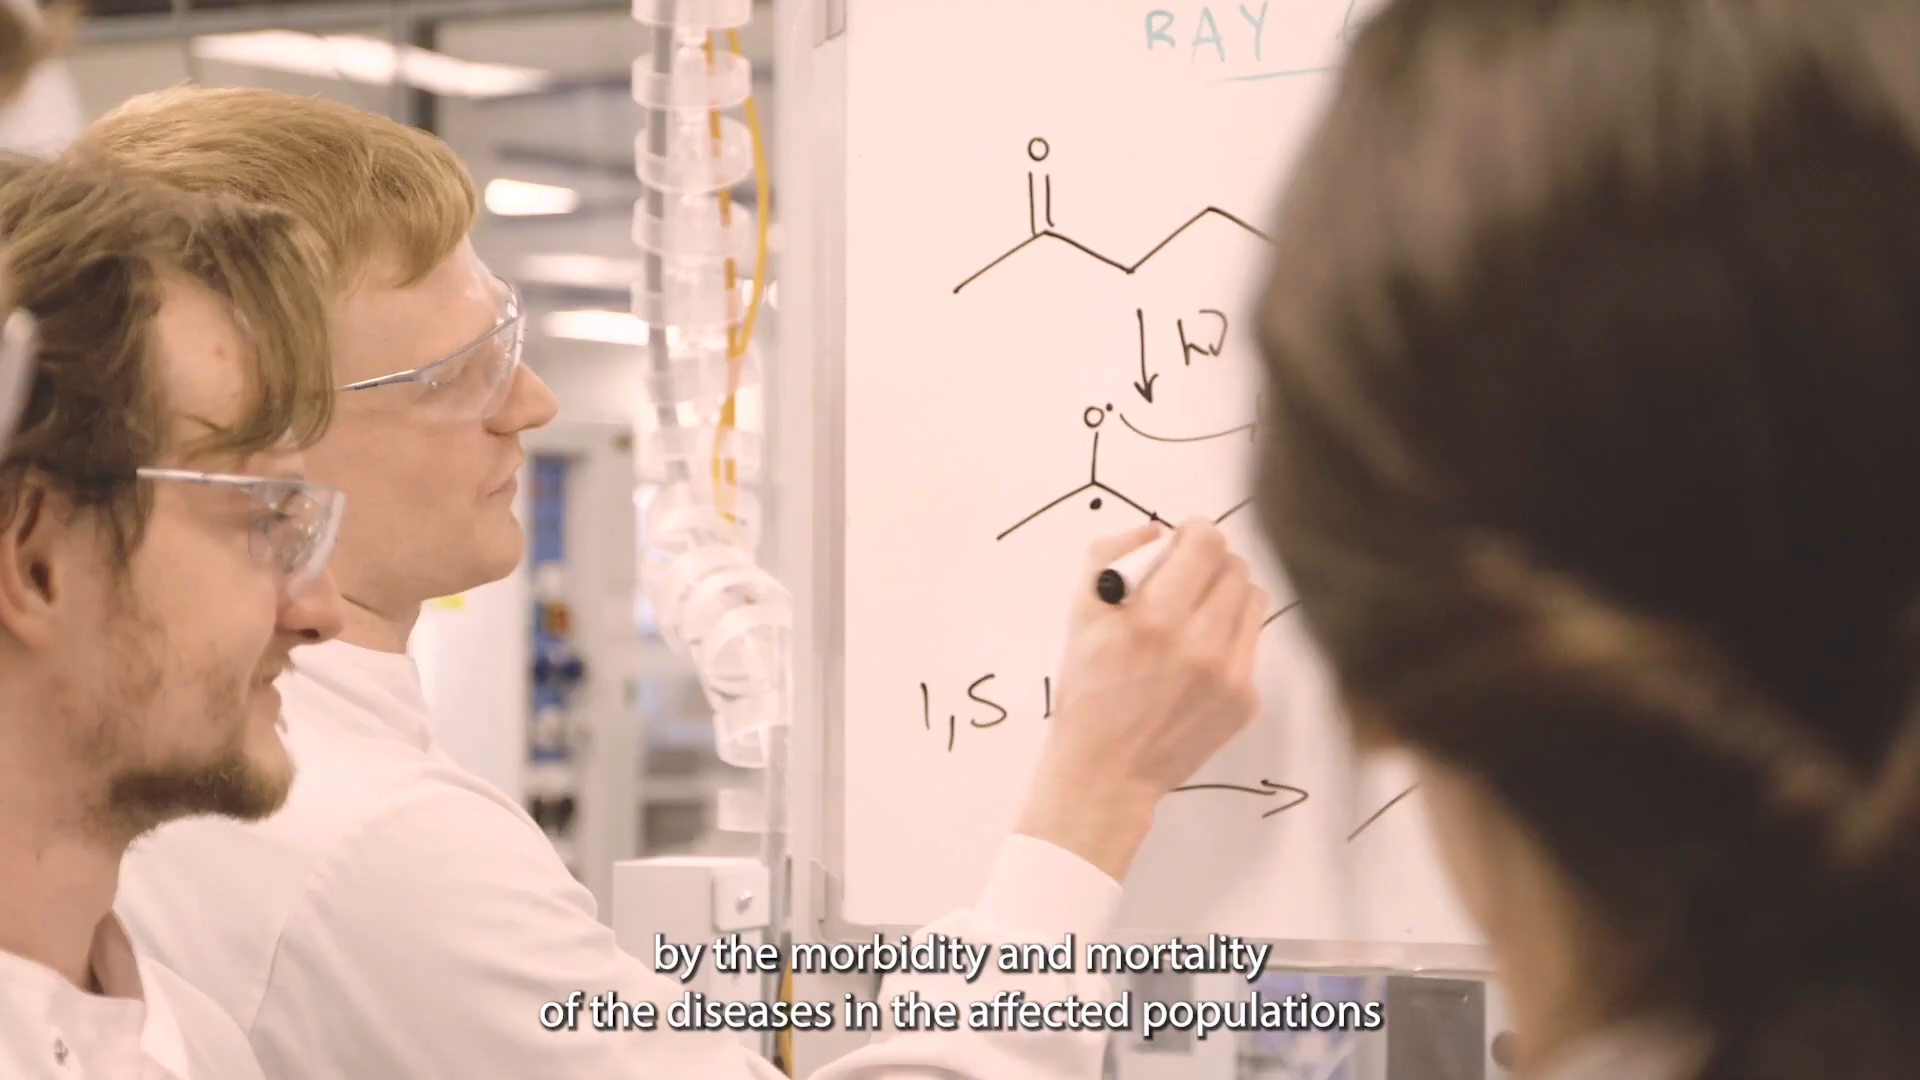 RAY
O
hν
O
1,5
by the morbidity and mortality
of the diseases in the affected populations